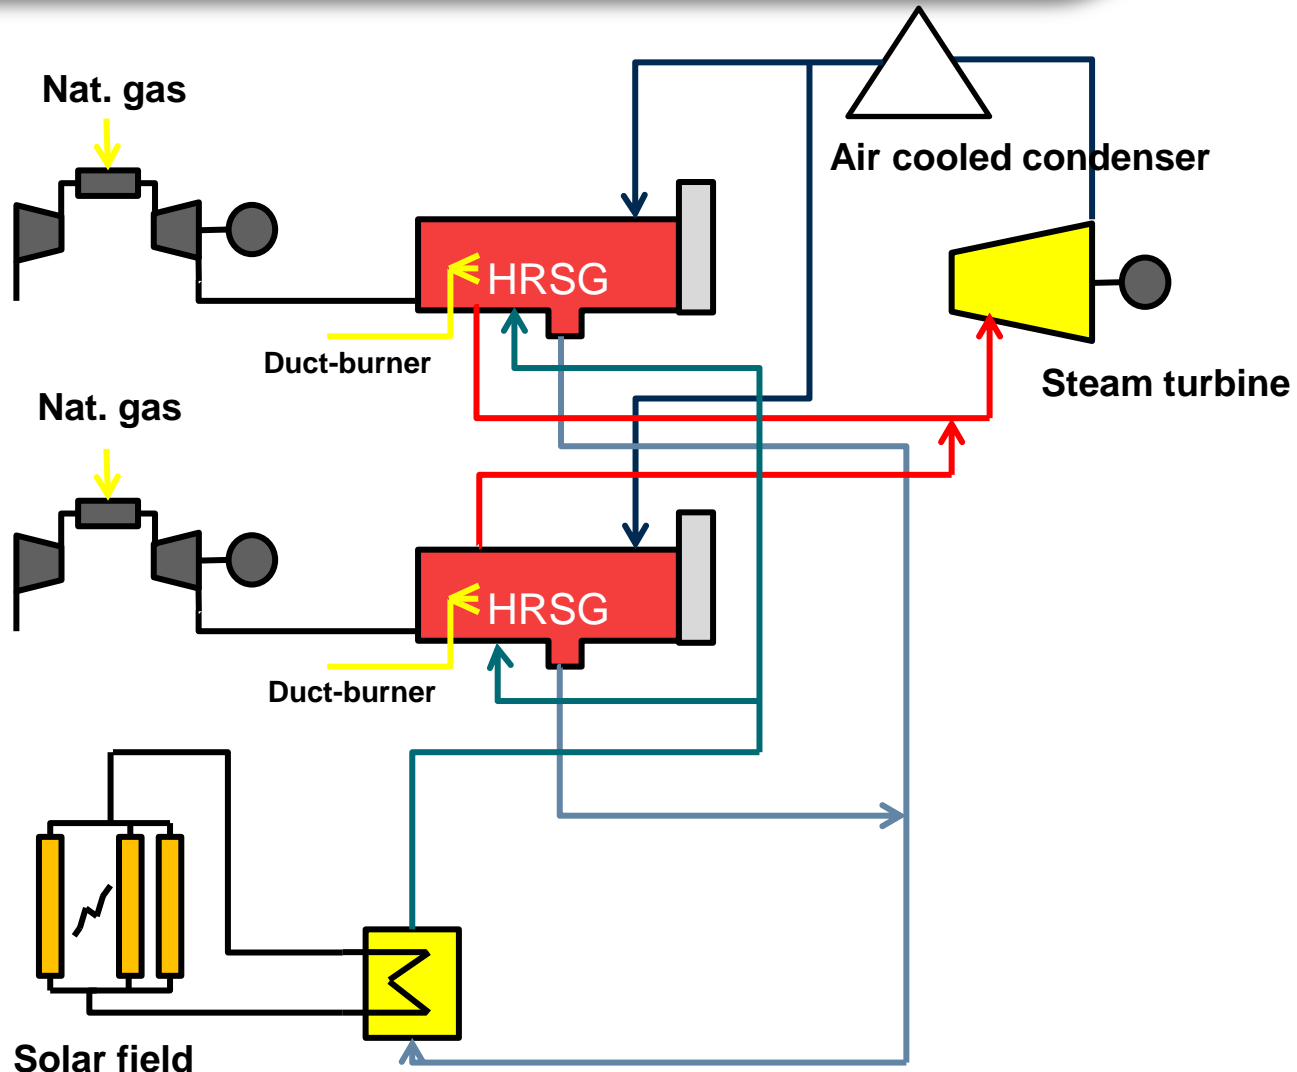 Nat. gas
Air cooled condenser
HRSG
Duct-burner
Steam turbine
Nat. gas
HRSG
Duct-burner
Solar field